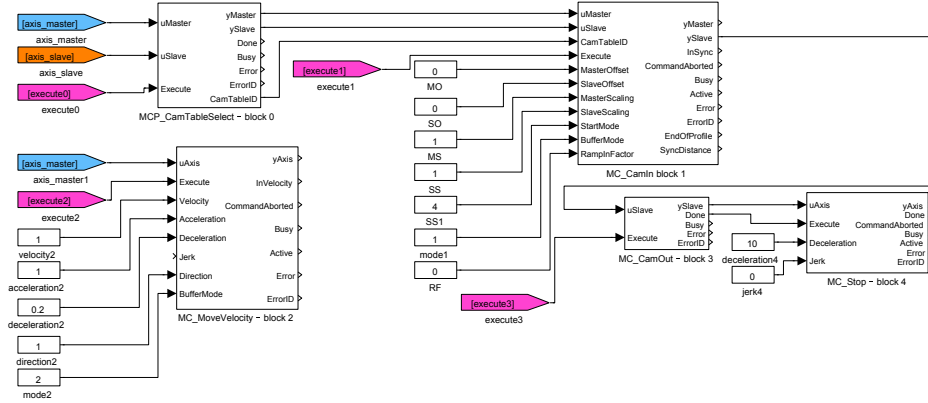 [axis_master]
axis_master
[axis_slave]
axis_slave
[execute0]
execute0
uMaster
uSlave
Execute
yMaster
ySlave
Done
Busy
Error
ErrorID
CamTableID
MCP_CamTableSelect − block 0
[execute1]
execute1
0
MO
0
SO
1
MS
1
SS
4
SS1
1
mode1
0
RF
uMaster
uSlave
CamTableID
Execute
MasterOffset
SlaveOffset
MasterScaling
SlaveScaling
StartMode
BufferMode
RampInFactor
yMaster
ySlave
InSync
CommandAborted
Busy
Active
Error
ErrorID
EndOfProfile
SyncDistance
MC_CamIn block 1
[axis_master]
axis_master1
[execute2]
execute2
1
velocity2
1
acceleration2
0.2
deceleration2
1
direction2
2
mode2
uAxis
Execute
Velocity
Acceleration
Deceleration
Jerk
Direction
BufferMode
yAxis
InVelocity
CommandAborted
Busy
Active
Error
ErrorID
MC_MoveVelocity − block 2
[execute3]
execute3
uSlave
Execute
ySlave
Done
Busy
Error
ErrorID
MC_CamOut − block 3
10
deceleration4
0
jerk4
uAxis
Execute
Deceleration
Jerk
yAxis
Done
CommandAborted
Busy
Active
Error
ErrorID
MC_Stop − block 4